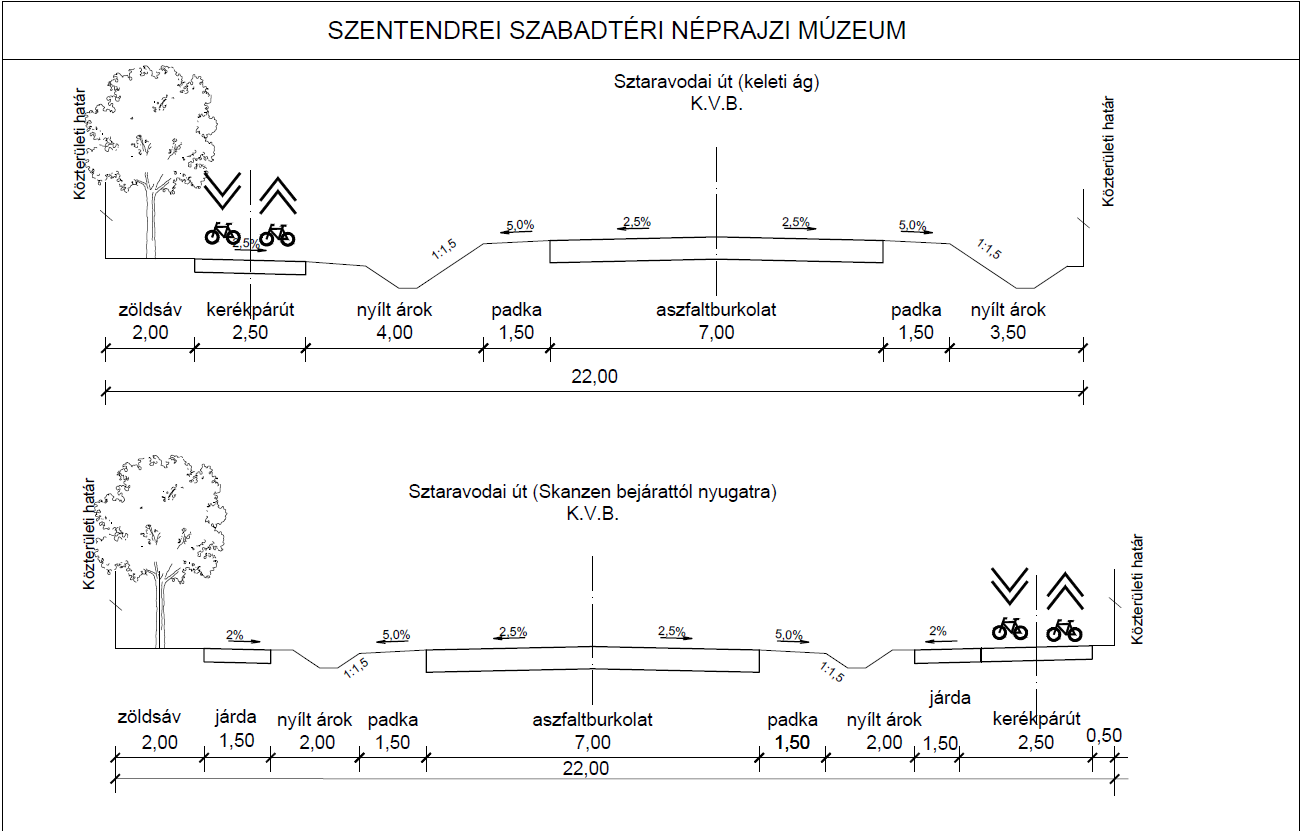 SZENTENDREI SZABADTÉRI NÉPRAJZI MÚZEUM
Sztaravodai út (keleti ág)
K.V.B.
Közterületi határ
Közterületi határ
2,5%
1:1,5
5,0%
2,5%
2,5%
5,0%
1:1,5
zöldsáv kerékpárút nyílt árok padka aszfaltburkolat padka nyílt árok
2,00 2,50 4,00 1,50 7,00 1,50 3,50
22,00
Sztaravodai út (Skanzen bejárattól nyugatra)
K.V.B.
Közterületi határ
Közterületi határ
2% 5,0% 2,5% 2,5% 5,0% 2%
1:1,5 1:1,5
járda
zöldsáv járda nyílt árok padka aszfaltburkolat padka nyílt árok kerékpárút
2,00 1,50 2,00 1,50 7,00 1,50 2,00 1,50 2,50 0,50
22,00